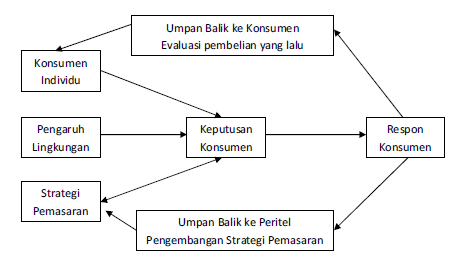 Umpan Balik ke Konsumen
Evaluasi pembelian yang lalu
Konsumen
Individu
Pengaruh
Lingkungan
Keputusan
Konsumen
Respon
Konsumen
Strategi
Pemasaran
Umpan Balik ke Peritel
Pengembangan Strategi Pemasaran